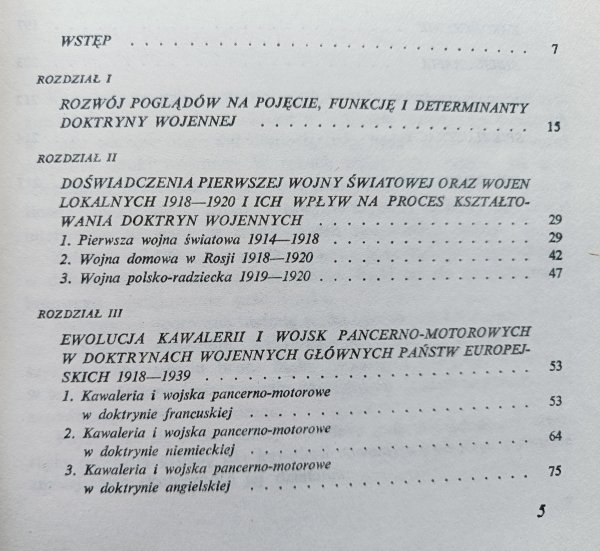 WSTĘP . . . . . . . . . . . . . . . . . . . . . . . . . . . . . . 7
ROZDZIAŁ I
ROZWÓJ POGLĄDÓW NA POJĘCIE, FUNKCJĘ I DETERMINANTY
DOKTRYNY WOJENNEJ . . . . . . . . . . . . . . . . . . . . 15
ROZDZIAŁ II
DOŚWIADCZENIA PIERWSZEJ WOJNY ŚWIATOWEJ ORAZ WOJEN
LOKALNYCH 1918—1920 I ICH WPŁYW NA PROCES KSZTAŁTO-
WANIA DOKTRYN WOJENNYCH . . . . . . . . . . . . . . . . 29
1. Pierwsza wojna światowa 1914—1918 . . . . . . . . . . . . . . . 29
2. Wojna domowa w Rosji 1918—1920 . . . . . . . . . . . . . . . . 42
3. Wojna polsko-radziecka 1919—1920 . . . . . . . . . . . . . . . . 47
ROZDZIAŁ III
EWOLUCJA KAWALERII I WOJSK PANCERNO-MOTOROWYCH
W DOKTRYNACH WOJENNYCH GŁÓWNYCH PAŃSTW EUROPEJ-
SKICH 1918—1939 . . . . . . . . . . . . . . . . . . . . . . . 53
1. Kawaleria i wojska pancerno-motorowe
w doktrynie francuskiej . . . . . . . . . . . . . . . . . . . . 53
2. Kawaleria i wojska pancerno-motorowe
w doktrynie niemieckiej . . . . . . . . . . . . . . . . . . . . 64
3. Kawaleria i wojska pancerno-motorowe
w doktrynie angielskiej . . . . . . . . . . . . . . . . . . . . 75
5